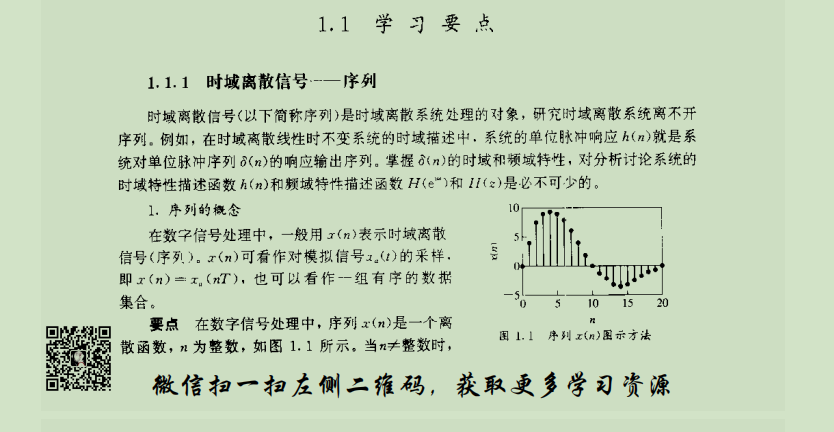 1.1 学习要点
1.1.1 时域离散信号——序列
时域离散信号(以下简称序列)是时域离散系统处理的对象，研究时域离散系统离不开
序列。例如，在时域离散线性时不变系统的时域描述中，系统的单位脉冲响应 h(n)就是系
统对单位脉冲序列 δ(n)的响应输出序列。掌握 δ(n)的时域和频域特性，对分析讨论系统的
时域特性描述函数 h(n)和频域特性描述函数 H(e^jω)和 H(z)是必不可少的。
1. 序列的概念
在数字信号处理中，一般用 x(n)表示时域离散
信号(序列)。x(n)可看作对模拟信号 xₐ(t)的采样，
即 x(n)=xₐ(nT)，也可以看作一组有序的数据
集合。
要点 在数字信号处理中，序列 x(n)是一个离
散函数，n 为整数，如图 1.1 所示。当n≠整数时，
10
5
0
-5
x(n)
0 5 10 15 20
n
图 1.1 序列 x(n)图示方法
微信扫一扫左侧二维码，获取更多学习资源